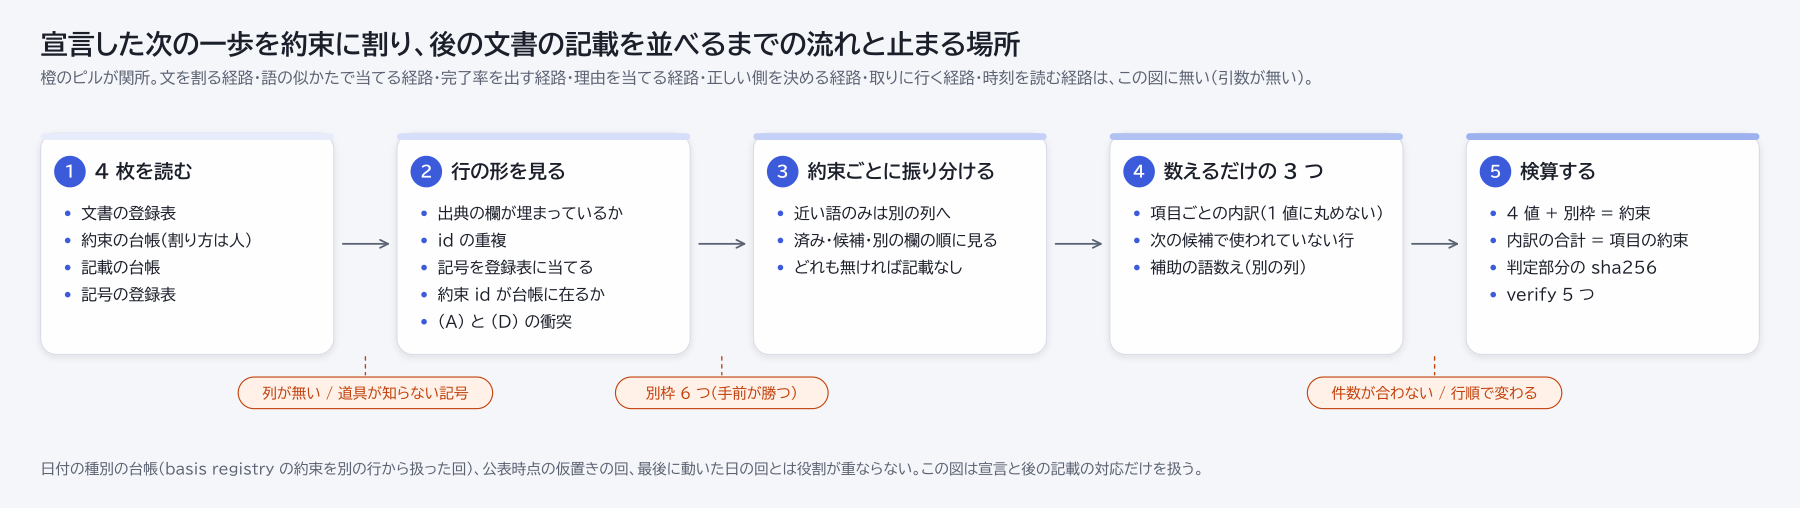 宣言した次の一歩を約束に割り、後の文書の記載を並べるまでの流れと止まる場所
橙のピルが関所。文を割る経路・語の似かたで当てる経路・完了率を出す経路・理由を当てる経路・正しい側を決める経路・取りに行く経路・時刻を読む経路は、この図に無い(引数が無い)。
1 4 枚を読む
• 文書の登録表
• 約束の台帳(割り方は人)
• 記載の台帳
• 記号の登録表
2 行の形を見る
• 出典の欄が埋まっているか
• id の重複
• 記号を登録表に当てる
• 約束 id が台帳に在るか
• (A) と (D) の衝突
3 約束ごとに振り分ける
• 近い語のみは別の列へ
• 済み・候補・別の欄の順に見る
• どれも無ければ記載なし
4 数えるだけの 3 つ
• 項目ごとの内訳(1 値に丸めない)
• 次の候補で使われていない行
• 補助の語数え(別の列)
5 検算する
• 4 値 + 別枠 = 約束
• 内訳の合計 = 項目の約束
• 判定部分の sha256
• verify 5 つ
列が無い / 道具が知らない記号
別枠 6 つ(手前が勝つ)
件数が合わない / 行順で変わる
日付の種別の台帳(basis registry の約束を別の行から扱った回)、公表時点の仮置きの回、最後に動いた日の回とは役割が重ならない。この図は宣言と後の記載の対応だけを扱う。